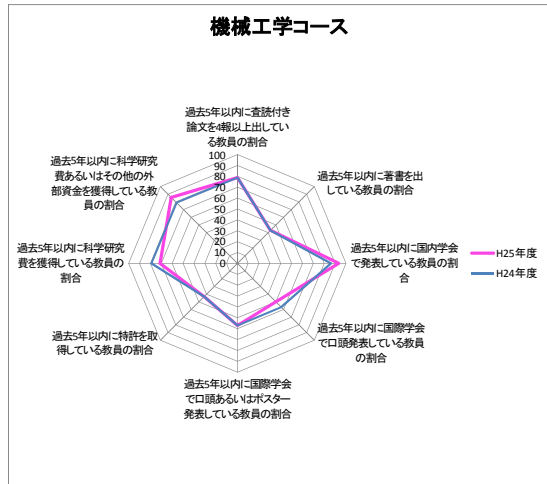 機械工学コース
過去5年以内に査読付き
論文を4報以上出してい
る教員の割合
過去5年以内に著書を出
している教員の割合
過去5年以内に国内学会
で発表している教員の割
合
過去5年以内に国際学会
で口頭発表している教員
の割合
過去5年以内に国際学会
で口頭あるいはポスター
発表している教員の割合
過去5年以内に特許を取
得している教員の割合
過去5年以内に科学研究
費を獲得している教員の
割合
過去5年以内に科学研究
費あるいはその他の外
部資金を獲得している教
員の割合
100
90
80
70
60
50
40
30
20
10
0
H25年度
H24年度